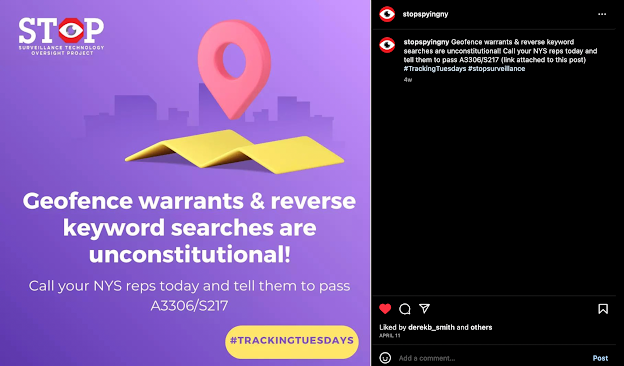 STOP
SURVEILLANCE TECHNOLOGY
OVERSIGHT PROJECT
Geofence warrants & reverse
keyword searches are
unconstitutional!
Call your NYS reps today and tell them to pass
A3306/S217
#TRACKINGTUESDAYS
stopspyingny
stopspyingny Geofence warrants & reverse keyword
searches are unconstitutional! Call your NYS reps today and
tell them to pass A3306/S217 (link attached to this post)
#TrackingTuesdays #stopsurveillance
4w
Liked by derekb_smith and others
APRIL 11
Add a comment...
Post